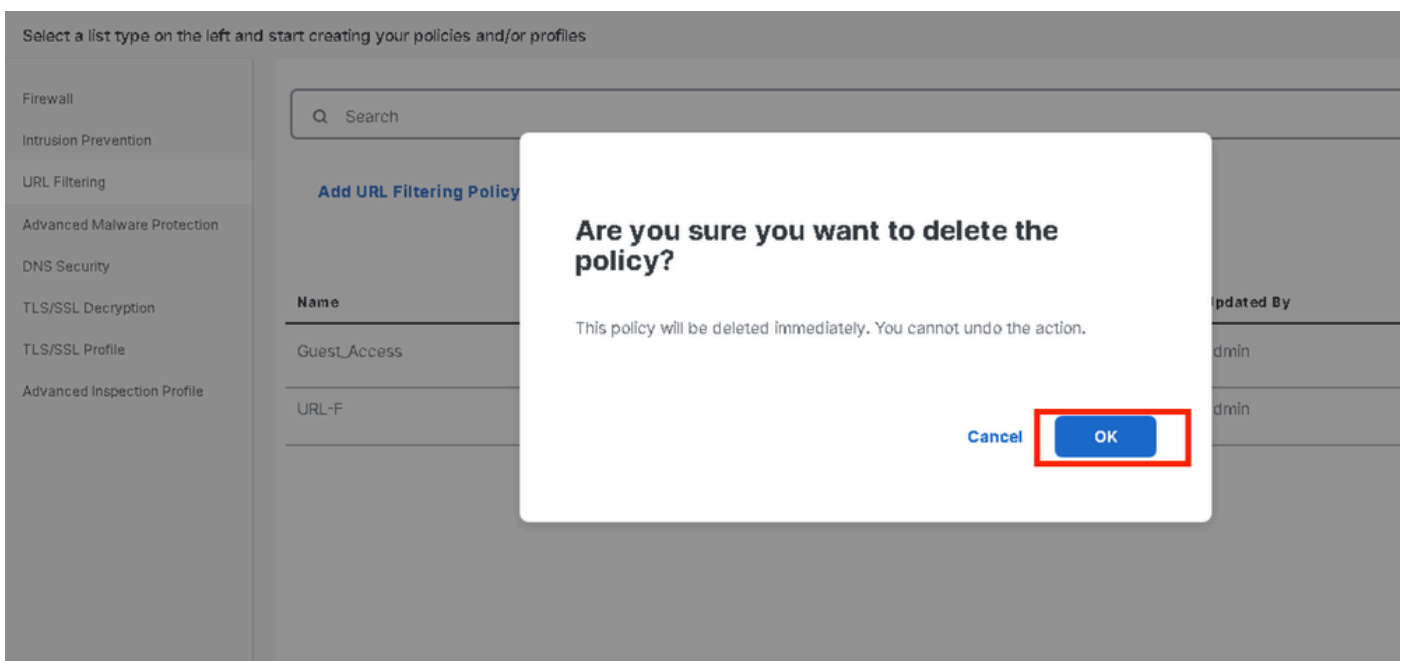 Select a list type on the left and start creating your policies and/or profiles
Firewall
Intrusion Prevention
URL Filtering
Advanced Malware Protection
DNS Security
TLS/SSL Decryption
TLS/SSL Profile
Advanced Inspection Profile
Search
Add URL Filtering Policy
Name
pdated By
Guest_Access
dmin
URL-F
dmin
Are you sure you want to delete the
policy?
This policy will be deleted immediately. You cannot undo the action.
Cancel
OK